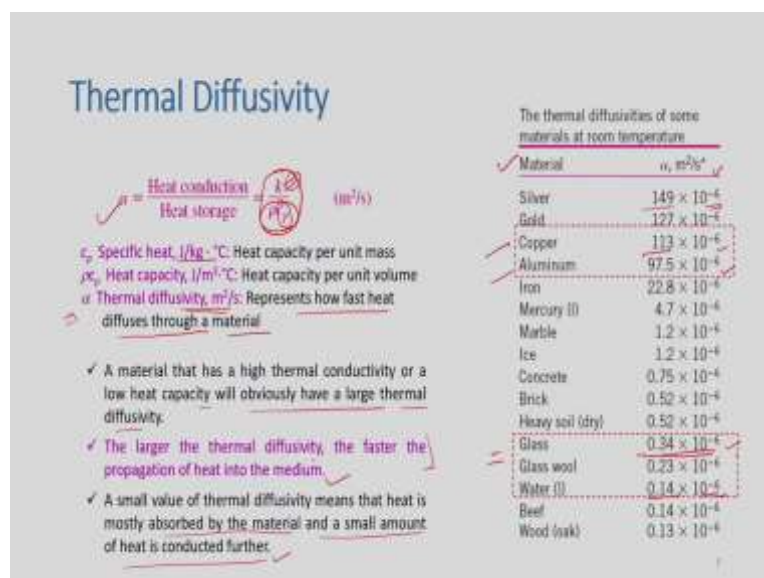 Thermal Diffusivity
α = Heat conduction / Heat storage = k / ρcₚ (m²/s)
cₚ Specific heat, J/kg · °C: Heat capacity per unit mass
ρcₚ Heat capacity, J/m³·°C: Heat capacity per unit volume
α Thermal diffusivity, m²/s: Represents how fast heat
diffuses through a material
✓ A material that has a high thermal conductivity or a
low heat capacity will obviously have a large thermal
diffusivity.
✓ The larger the thermal diffusivity, the faster the
propagation of heat into the medium.
✓ A small value of thermal diffusivity means that heat is
mostly absorbed by the material and a small amount
of heat is conducted further.
The thermal diffusivities of some
materials at room temperature
Material α, m²/s*
Silver 149 × 10⁻⁶
Gold 127 × 10⁻⁶
Copper 113 × 10⁻⁶
Aluminum 97.5 × 10⁻⁶
Iron 22.8 × 10⁻⁶
Mercury (l) 4.7 × 10⁻⁶
Marble 1.2 × 10⁻⁶
Ice 1.2 × 10⁻⁶
Concrete 0.75 × 10⁻⁶
Brick 0.52 × 10⁻⁶
Heavy soil (dry) 0.52 × 10⁻⁶
Glass 0.34 × 10⁻⁶
Glass wool 0.23 × 10⁻⁶
Water (l) 0.14 × 10⁻⁶
Beef 0.14 × 10⁻⁶
Wood (oak) 0.13 × 10⁻⁶